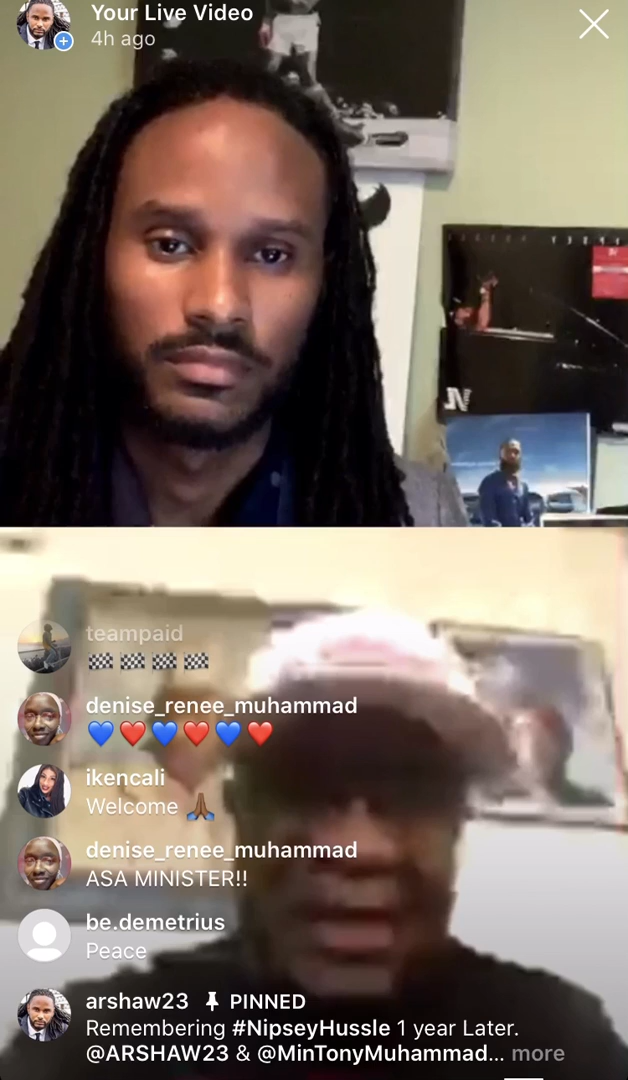 Your Live Video
4h ago
JN
teampaid
🏁 🏁 🏁 🏁
denise_renee_muhammad
💙❤️💙❤️💙❤️
ikencali
Welcome 🙏🏾
denise_renee_muhammad
ASA MINISTER!!
be.demetrius
Peace
arshaw23 📌 PINNED
Remembering #NipseyHussle 1 year Later.
@ARSHAW23 & @MinTonyMuhammad... more